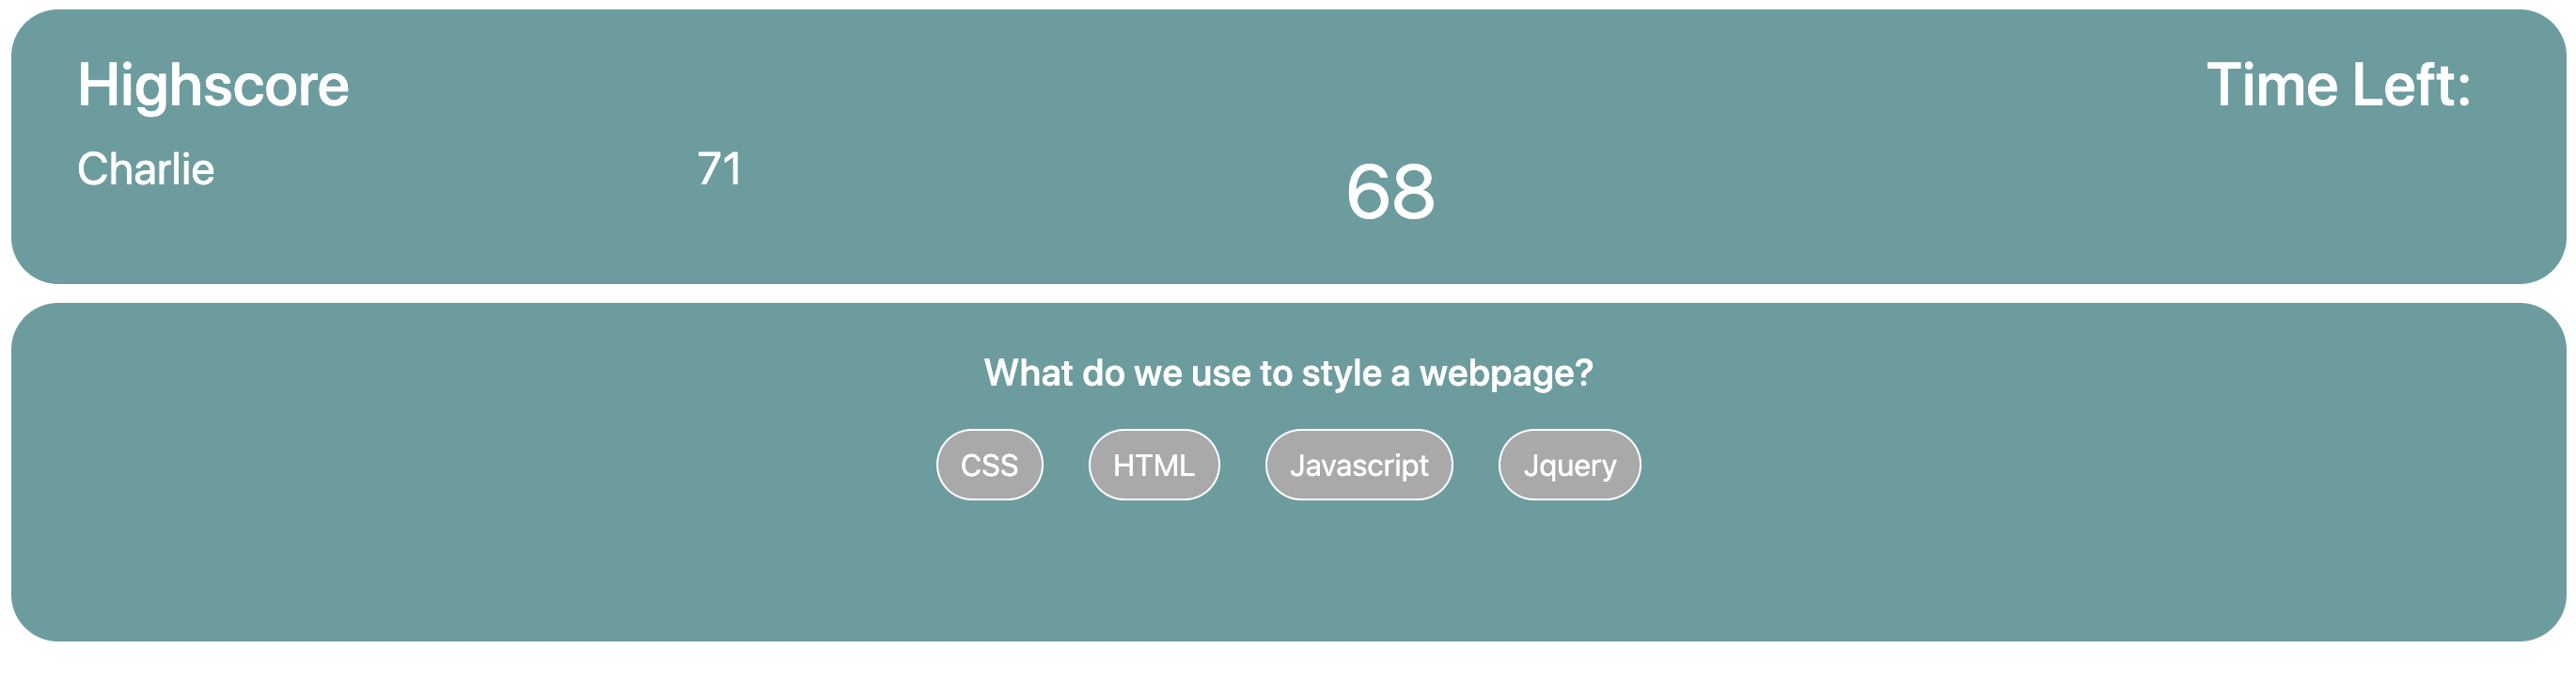 Highscore
Time Left:
Charlie 71
68
What do we use to style a webpage?
CSS HTML Javascript Jquery